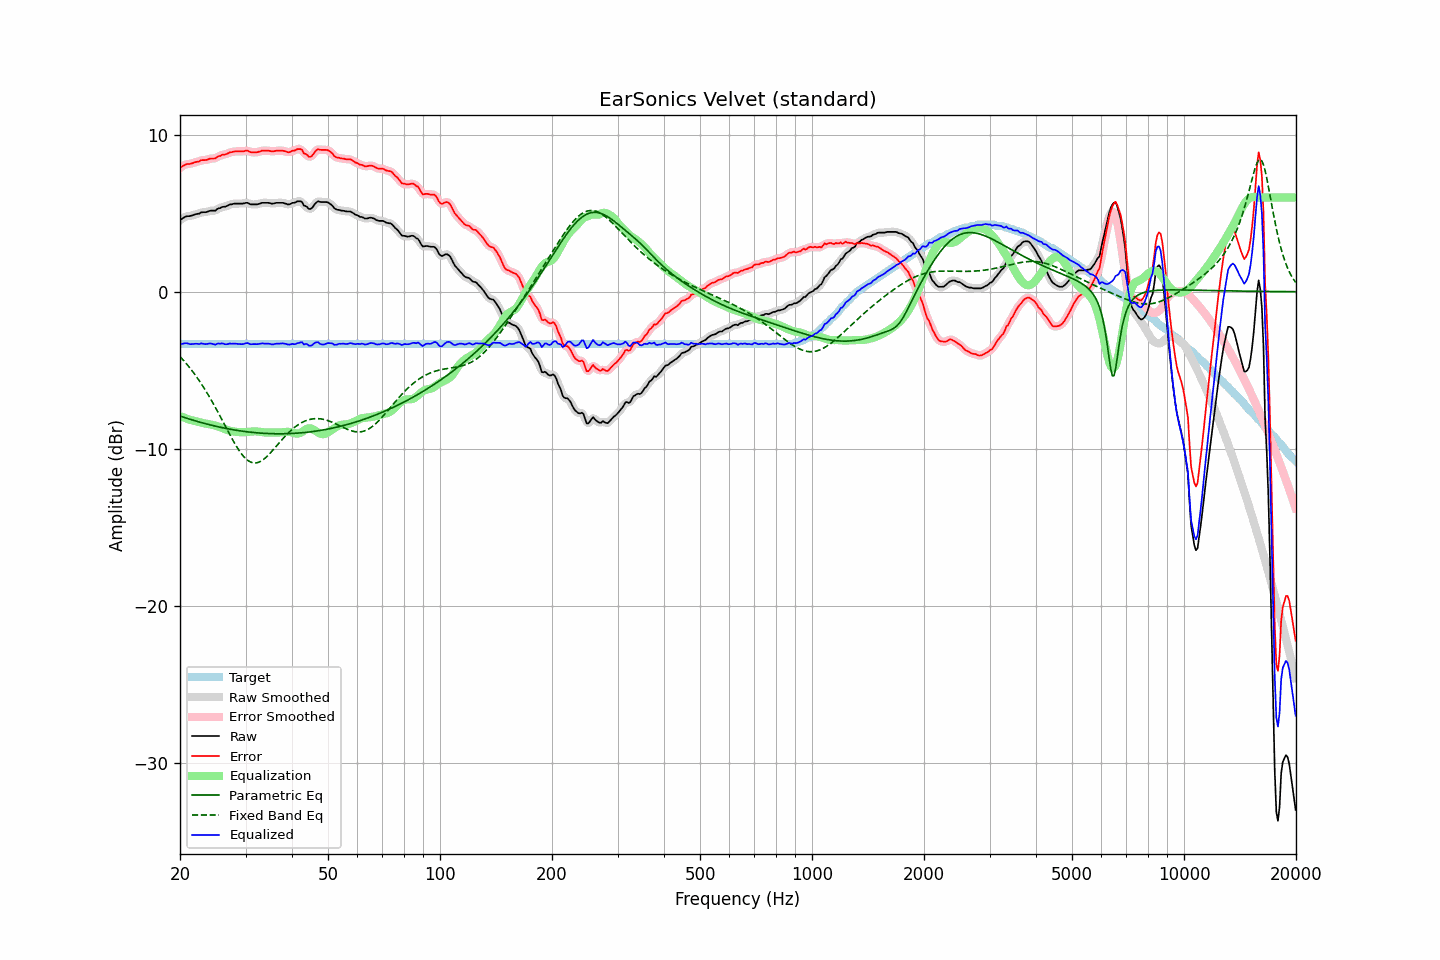 EarSonics Velvet (standard)
10
0
−10
−20
−30
Amplitude (dBr)
Target
Raw Smoothed
Error Smoothed
Raw
Error
Equalization
Parametric Eq
Fixed Band Eq
Equalized
20 50 100 200 500 1000 2000 5000 10000 20000
Frequency (Hz)